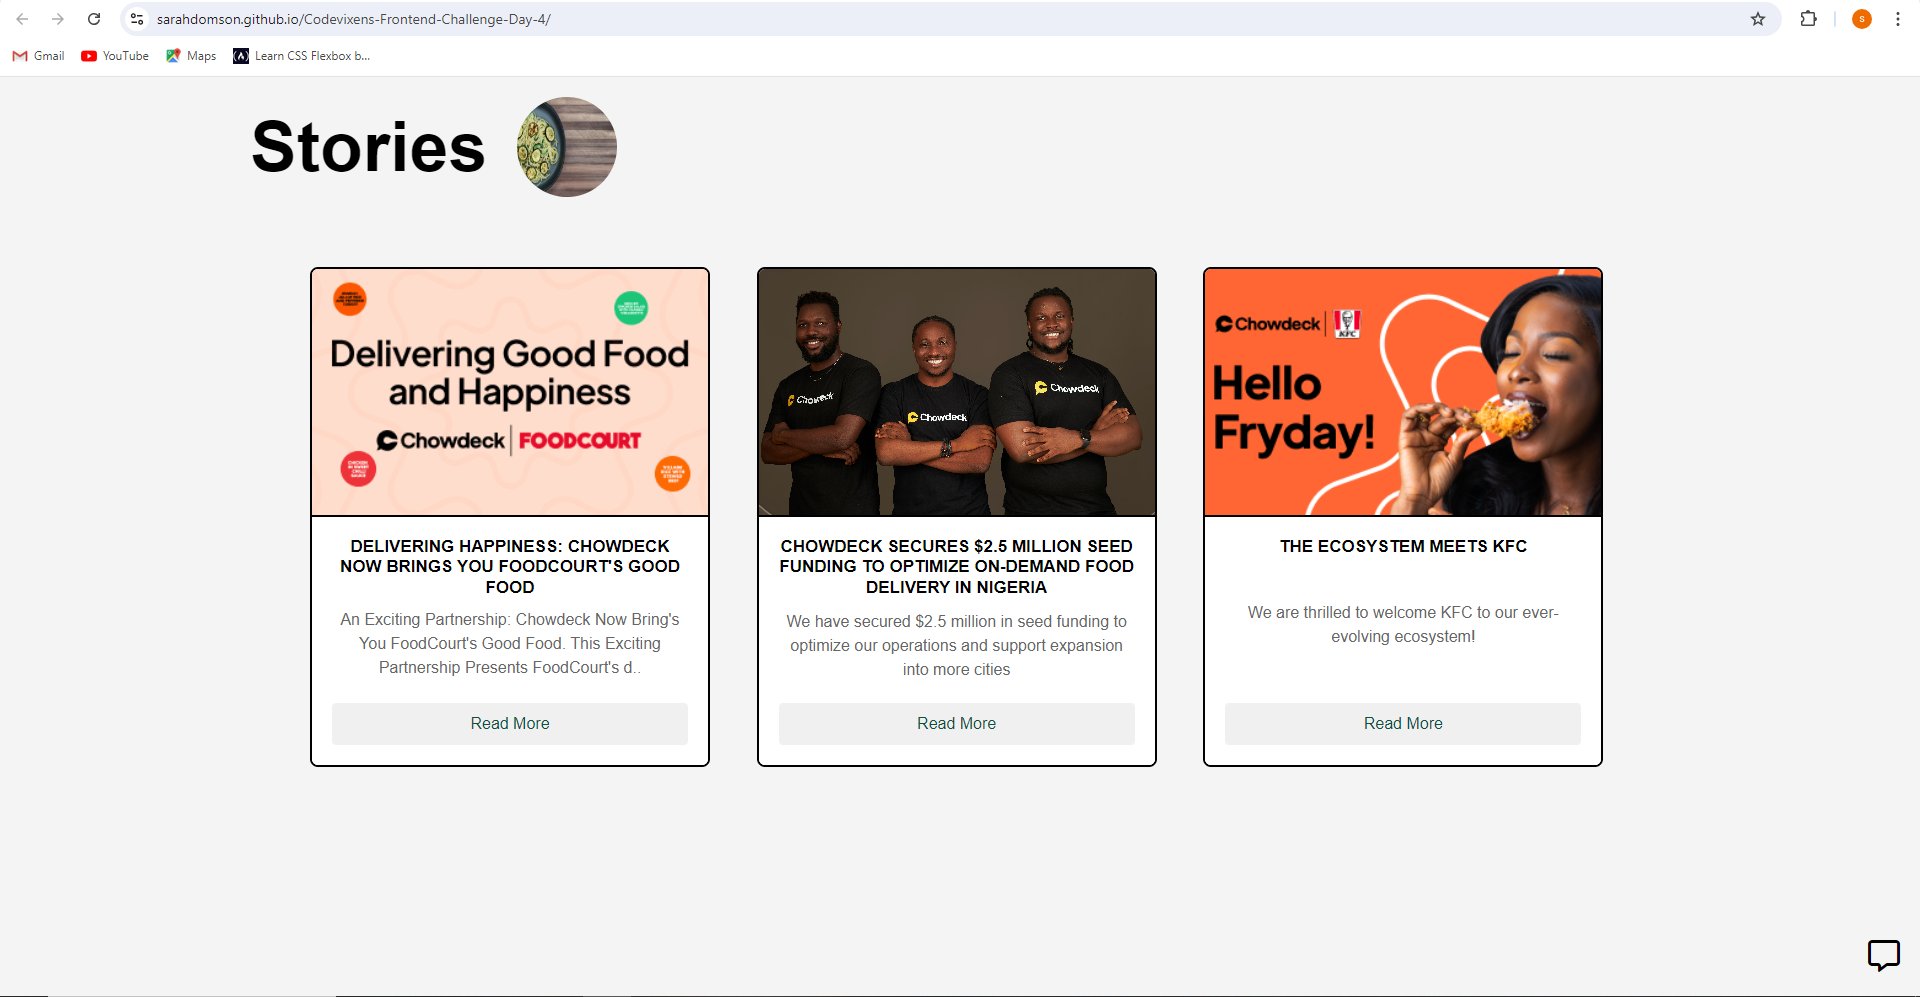 sarahdomson.github.io/Codevixens-Frontend-Challenge-Day-4/
S
Gmail
YouTube
Maps
Learn CSS Flexbox b...
Stories
Delivering Good Food
and Happiness
Chowdeck
FOODCOURT
Chowdeck
Chowdeck
Chowdeck
Chowdeck
KFC
Hello
Fryday!
DELIVERING HAPPINESS: CHOWDECK
NOW BRINGS YOU FOODCOURT'S GOOD
FOOD
An Exciting Partnership: Chowdeck Now Bring's
You FoodCourt's Good Food. This Exciting
Partnership Presents FoodCourt's d..
Read More
CHOWDECK SECURES $2.5 MILLION SEED
FUNDING TO OPTIMIZE ON-DEMAND FOOD
DELIVERY IN NIGERIA
We have secured $2.5 million in seed funding to
optimize our operations and support expansion
into more cities
Read More
THE ECOSYSTEM MEETS KFC
We are thrilled to welcome KFC to our ever-
evolving ecosystem!
Read More